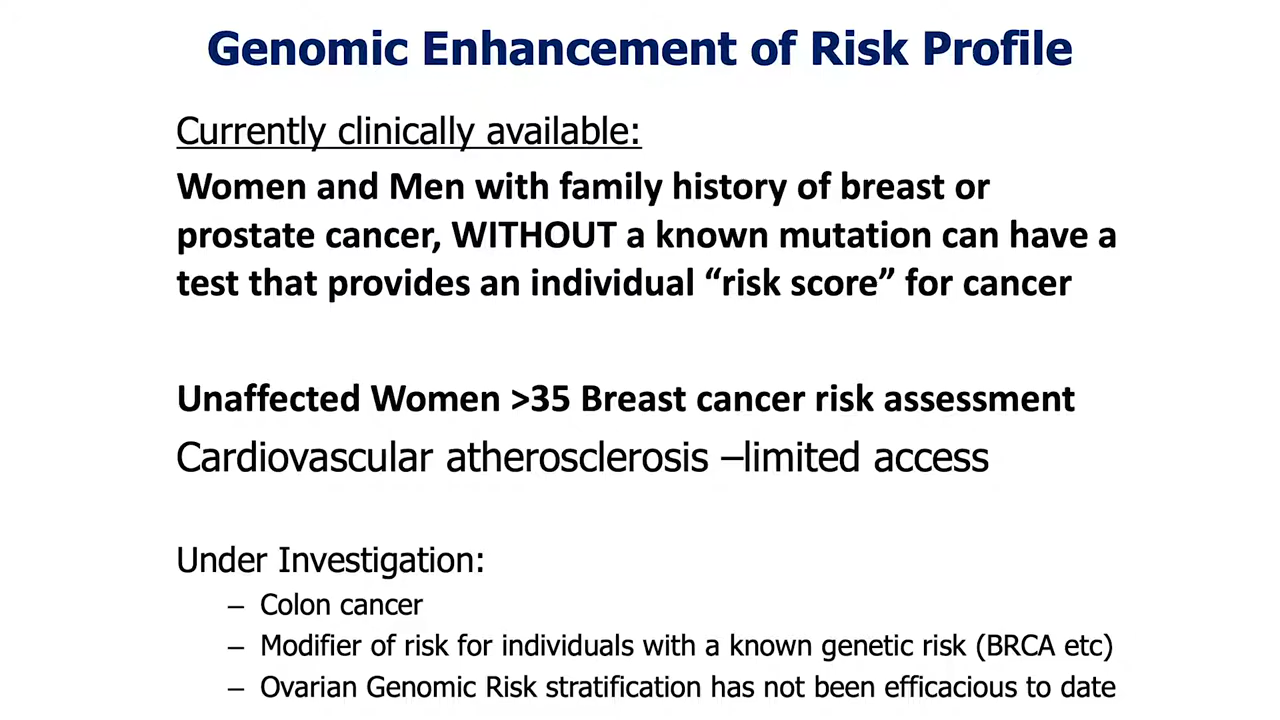 Genomic Enhancement of Risk Profile
Currently clinically available:
Women and Men with family history of breast or
prostate cancer, WITHOUT a known mutation can have a
test that provides an individual “risk score” for cancer
Unaffected Women >35 Breast cancer risk assessment
Cardiovascular atherosclerosis –limited access
Under Investigation:
– Colon cancer
– Modifier of risk for individuals with a known genetic risk (BRCA etc)
– Ovarian Genomic Risk stratification has not been efficacious to date